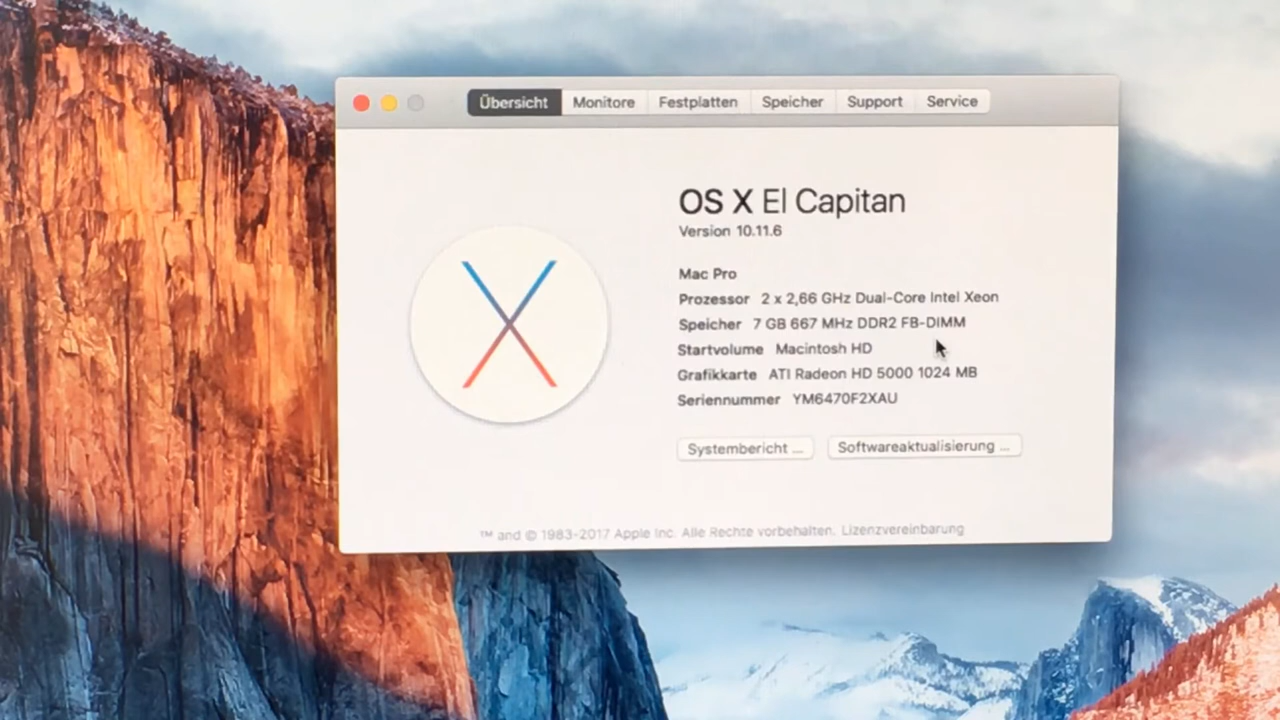 Übersicht Monitore Festplatten Speicher Support Service
OS X El Capitan
Version 10.11.6
Mac Pro
Prozessor 2 x 2,66 GHz Dual-Core Intel Xeon
Speicher 7 GB 667 MHz DDR2 FB-DIMM
Startvolume Macintosh HD
Grafikkarte ATI Radeon HD 5000 1024 MB
Seriennummer YM6470F2XAU
Systembericht ... Softwareaktualisierung ...
™ and © 1983-2017 Apple Inc. Alle Rechte vorbehalten. Lizenzvereinbarung